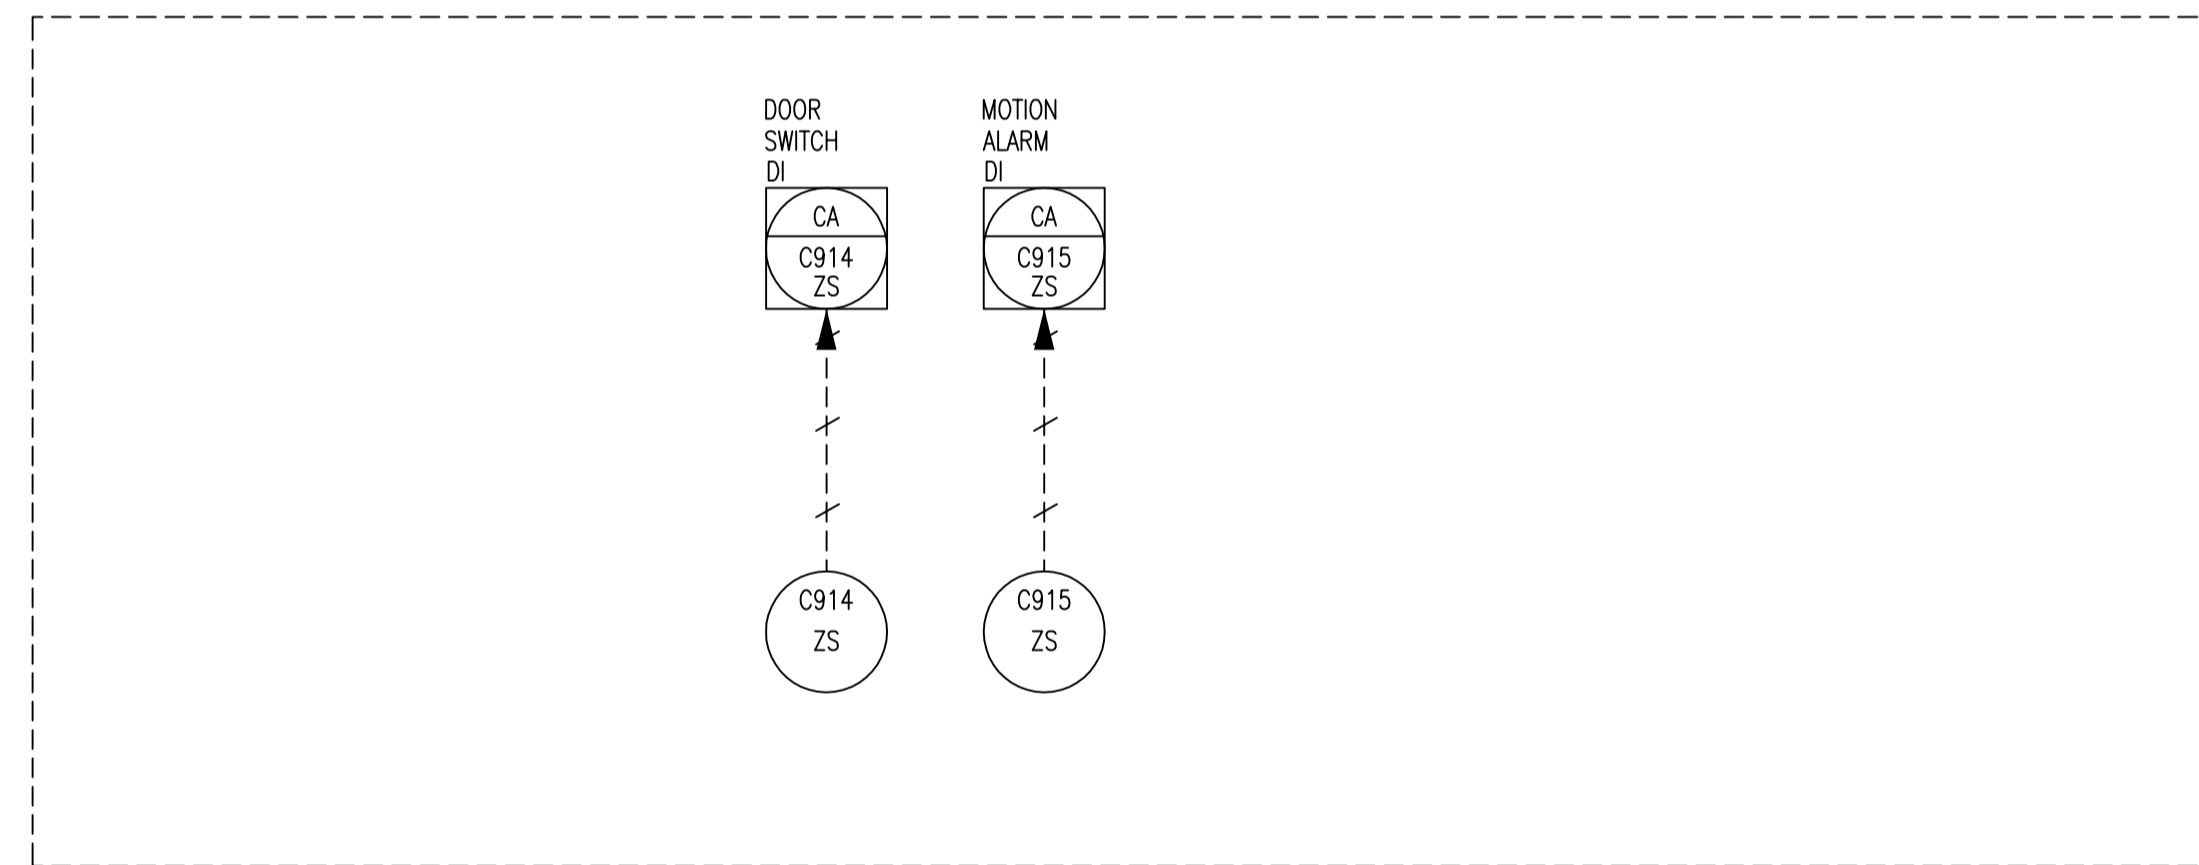 DOOR
SWITCH
DI
CA
C914
ZS
MOTION
ALARM
DI
CA
C915
ZS
C914
ZS
C915
ZS